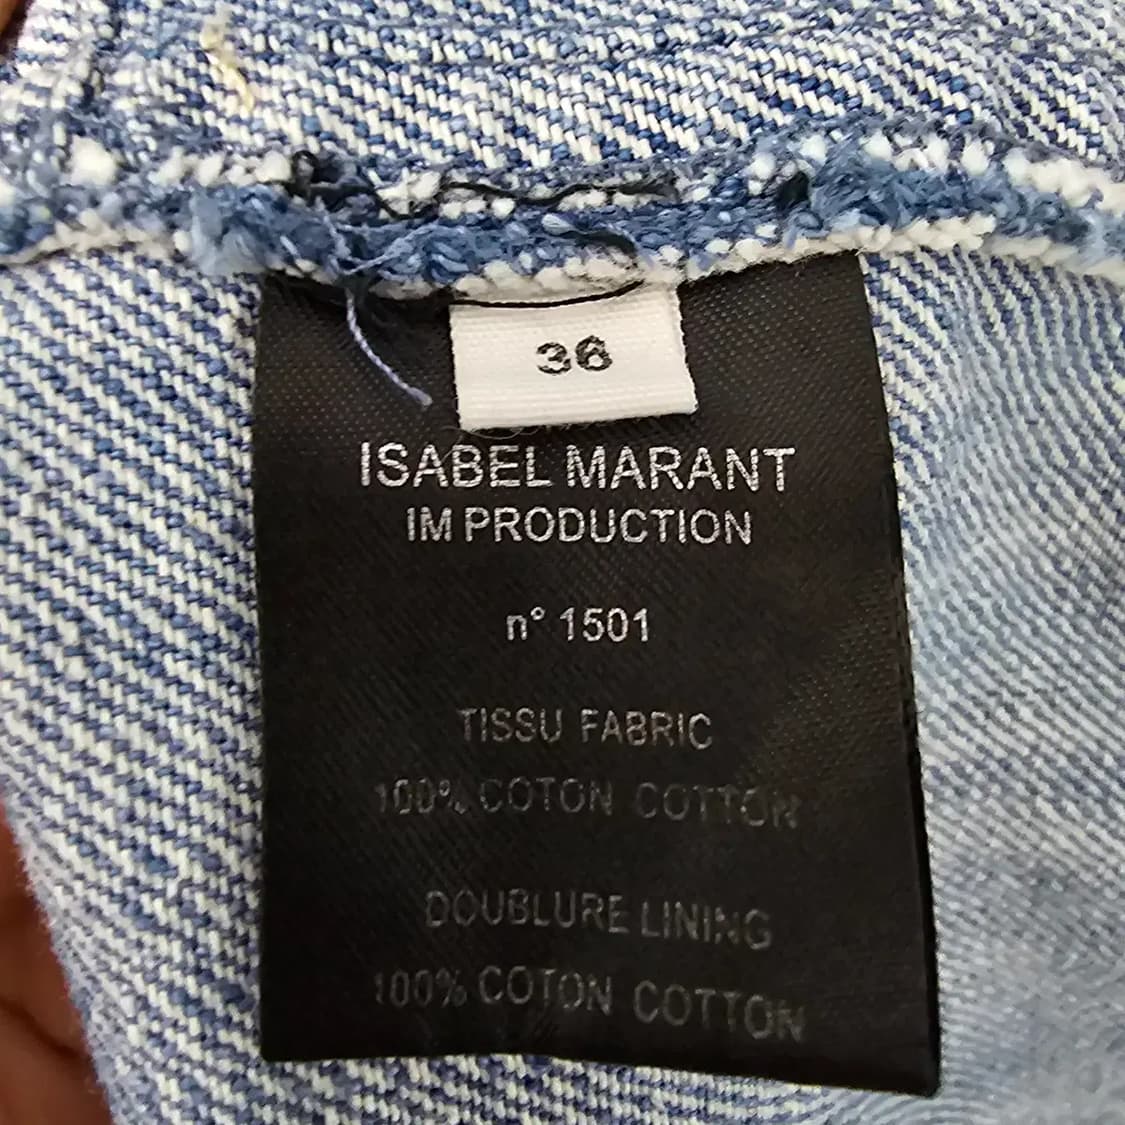 36
ISABEL MARANT
IM PRODUCTION
n° 1501
TISSU FABRIC
100% COTON COTTON
DOUBLURE LINING
100% COTON COTTON